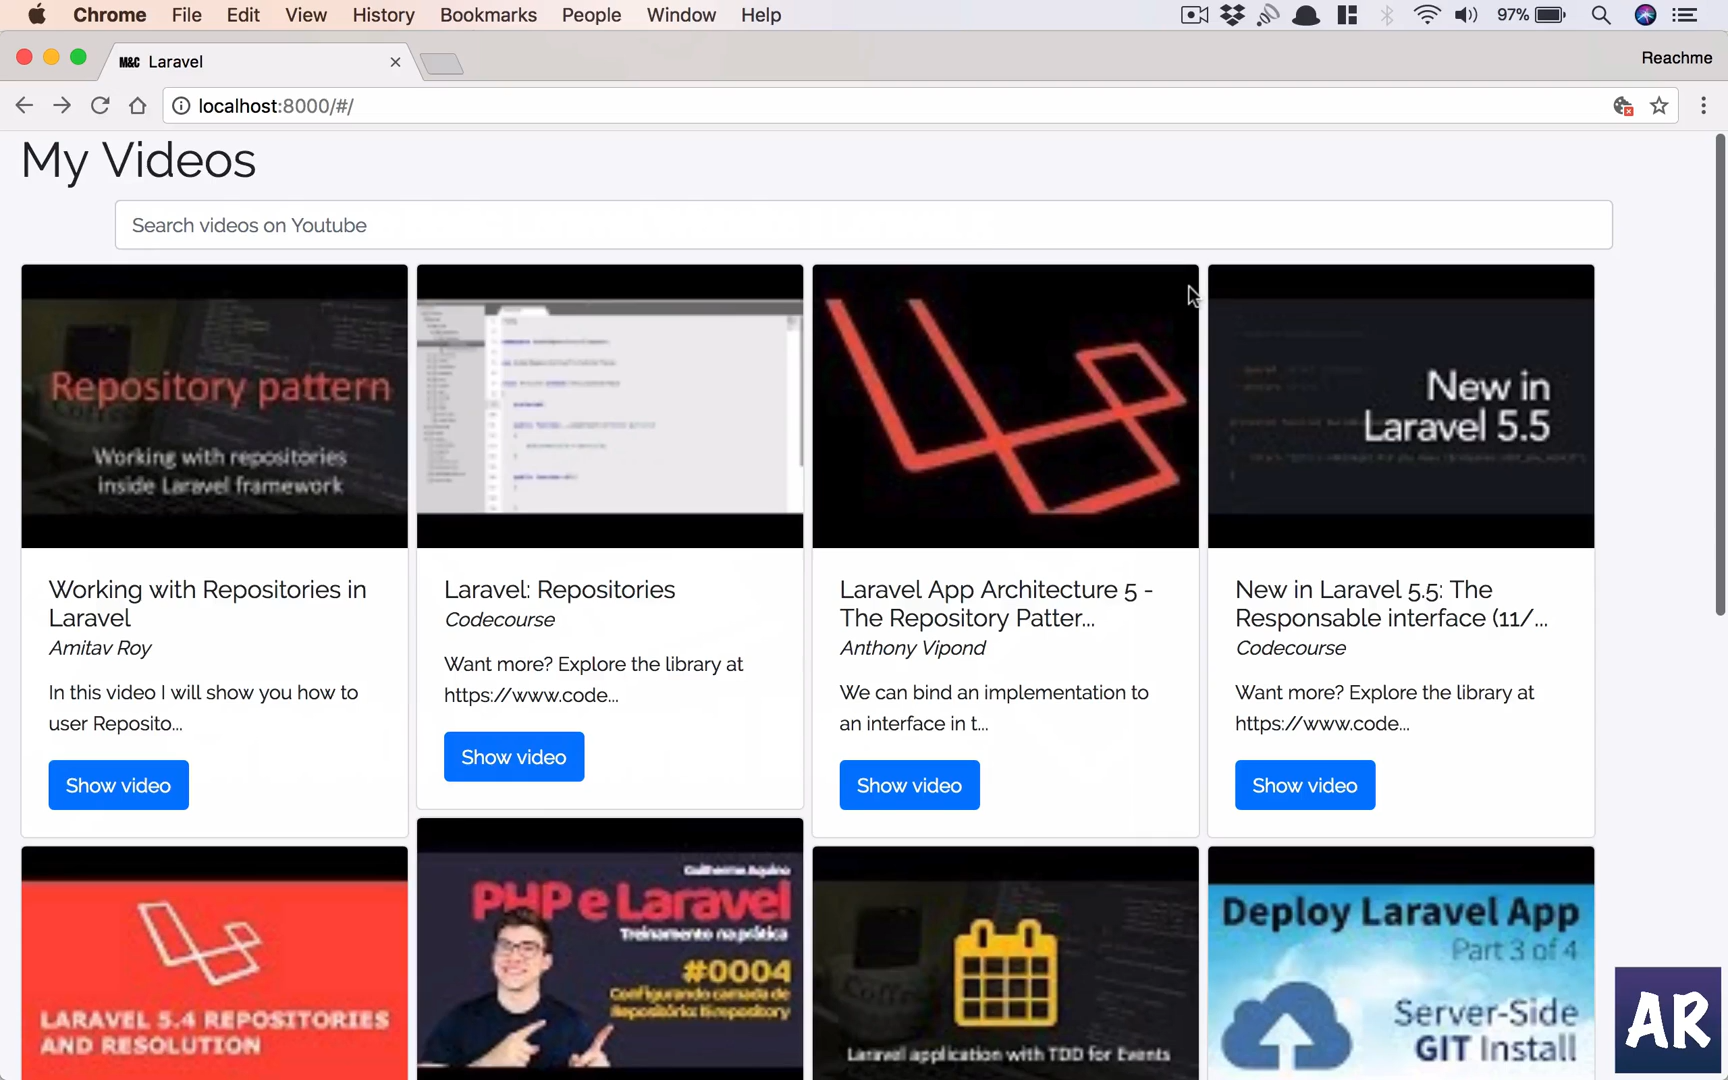 Chrome File Edit View History Bookmarks People Window Help 97%
M&C Laravel
Reachme
localhost:8000/#/
My Videos
Search videos on Youtube
Repository pattern
Working with repositories
inside Laravel framework
New in
Laravel 5.5
Working with Repositories in
Laravel
Amitav Roy
In this video I will show you how to
user Reposito...
Show video
Laravel: Repositories
Codecourse
Want more? Explore the library at
https://www.code...
Show video
Laravel App Architecture 5 -
The Repository Patter...
Anthony Vipond
We can bind an implementation to
an interface in t...
Show video
New in Laravel 5.5: The
Responsable interface (11/...
Codecourse
Want more? Explore the library at
https://www.code...
Show video
LARAVEL 5.4 REPOSITORIES
AND RESOLUTION
Guilherme Aquino
PHP e Laravel
Treinamento na prática
#0004
Configurando camada de
Laravel application with TDD for Events
Deploy Laravel App
Part 3 of 4
Server-Side
GIT Install
AR